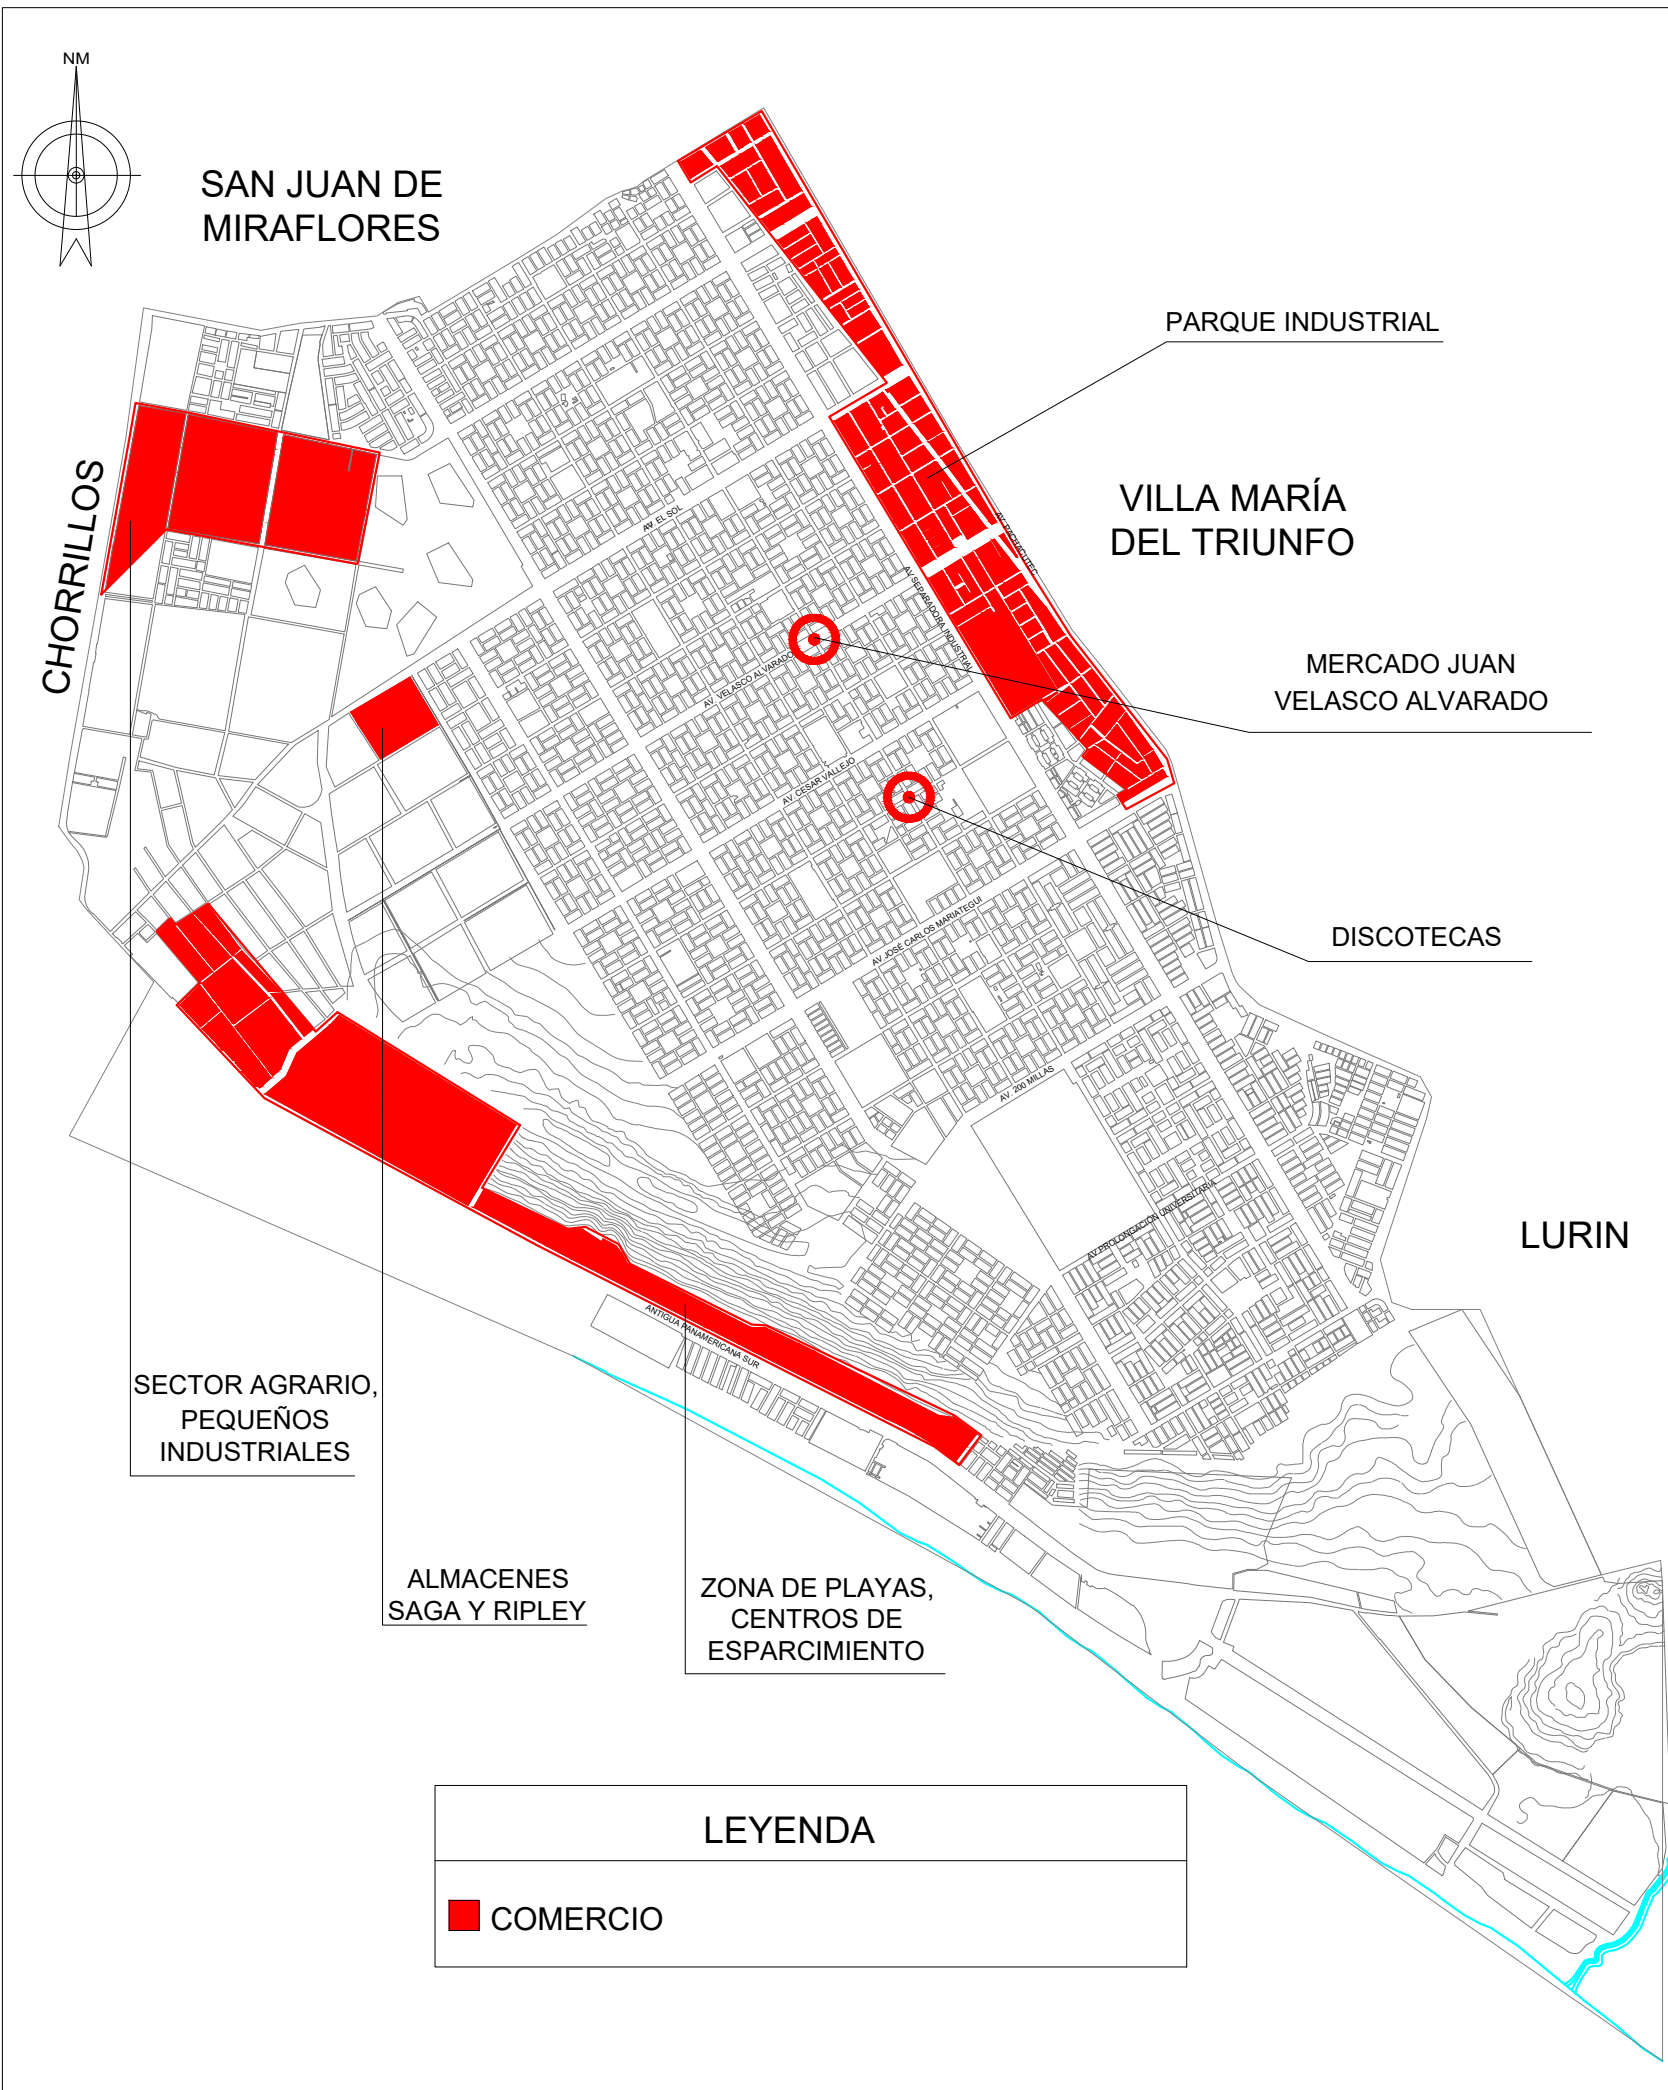 NM
SAN JUAN DE
MIRAFLORES
PARQUE INDUSTRIAL
CHORRILLOS
VILLA MARÍA
DEL TRIUNFO
AV. EL SOL
AV. PACHACUTEC
AV.SEPARADORA INDUSTRIAL
MERCADO JUAN
VELASCO ALVARADO
AV. VELASCO ALVARADO
AV. CESAR VALLEJO
DISCOTECAS
AV. JOSÉ CARLOS MARIATEGUI
AV. 200 MILLAS
AV.PROLONGACIÓN UNIVERSITARIA
LURIN
ANTIGUA PANAMERICANA SUR
SECTOR AGRARIO,
PEQUEÑOS
INDUSTRIALES
ALMACENES
SAGA Y RIPLEY
ZONA DE PLAYAS,
CENTROS DE
ESPARCIMIENTO
LEYENDA
COMERCIO